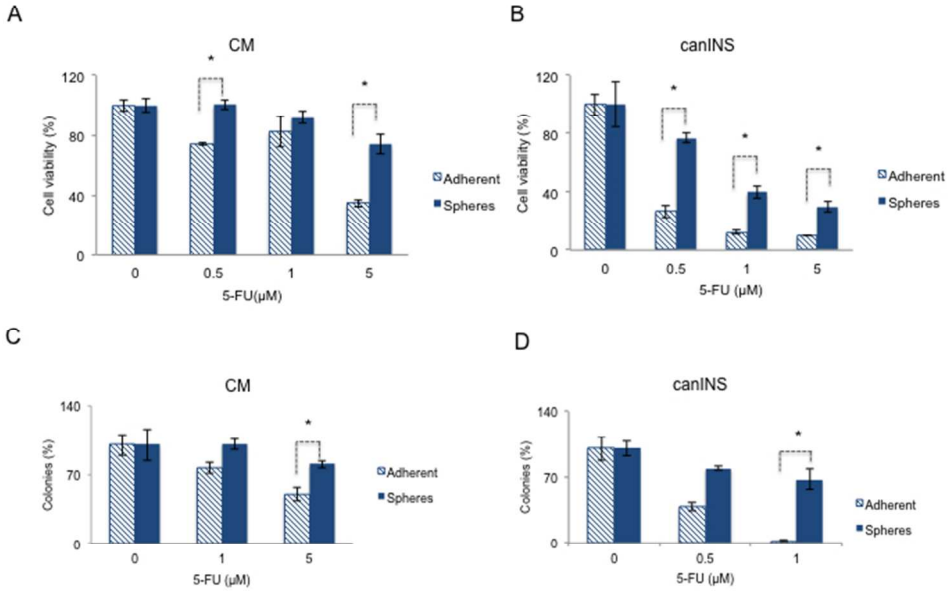 A
CM
*
*
120
80
40
0
Cell viability (%)
0 0.5 1 5
5-FU(µM)
Adherent
Spheres
B
canINS
*
*
*
120
80
40
0
Cell viability (%)
0 0.5 1 5
5-FU (µM)
Adherent
Spheres
C
CM
*
140
70
0
Colonies (%)
0 1 5
5-FU (µM)
Adherent
Spheres
D
canINS
*
140
70
0
Colonies (%)
0 0.5 1
5-FU (µM)
Adherent
Spheres